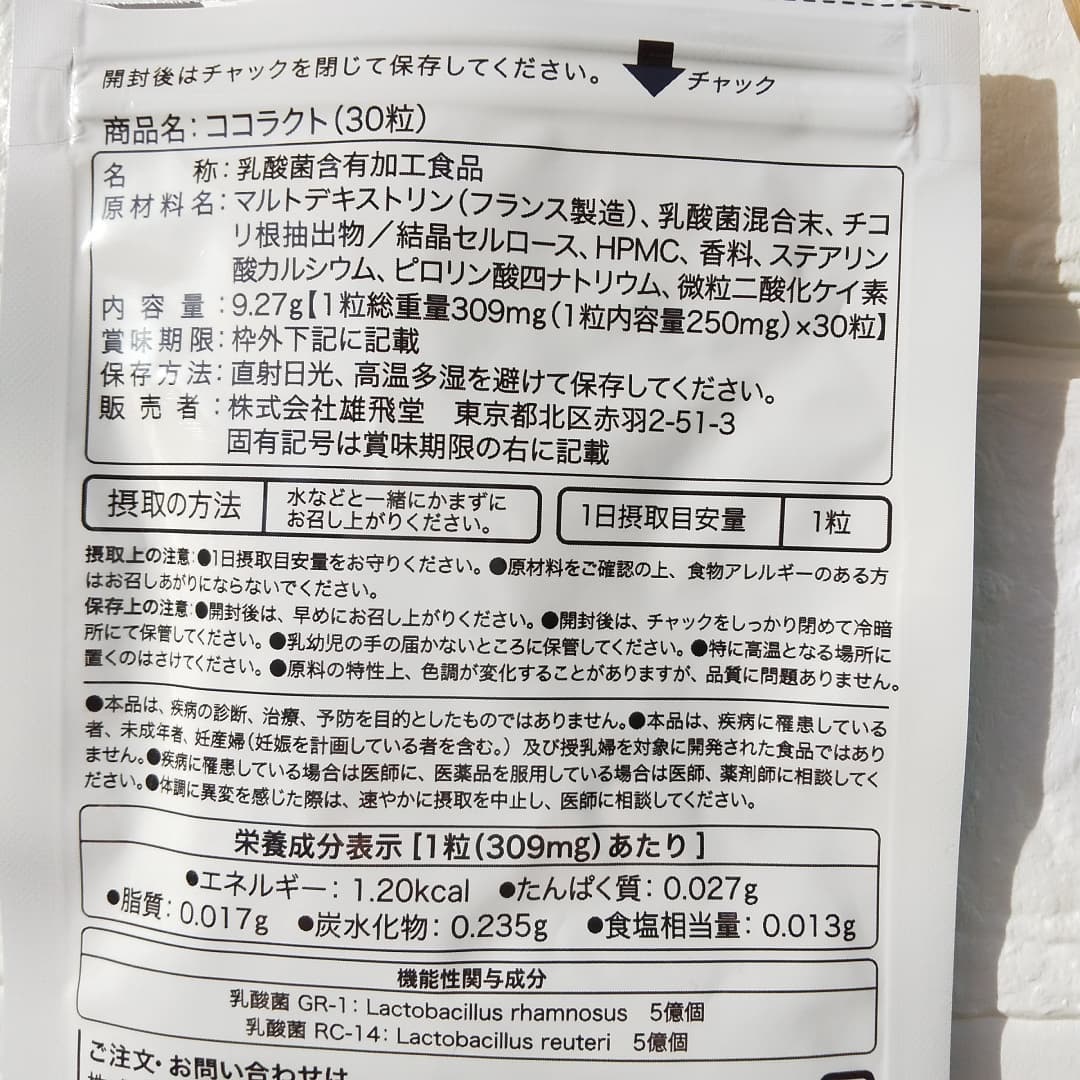 開封後はチャックを閉じて保存してください。 チャック
商品名：ココラクト（30粒）
名称：乳酸菌含有加工食品
原材料名：マルトデキストリン（フランス製造）、乳酸菌混合末、チコ
リ根抽出物／結晶セルロース、HPMC、香料、ステアリン
酸カルシウム、ピロリン酸四ナトリウム、微粒二酸化ケイ素
内容量：9.27g【1粒総重量309mg（1粒内容量250mg）×30粒】
賞味期限：枠外下記に記載
保存方法：直射日光、高温多湿を避けて保存してください。
販売者：株式会社雄飛堂　東京都北区赤羽2-51-3
固有記号は賞味期限の右に記載
摂取の方法 水などと一緒にかまずに
お召し上がりください。
1日摂取目安量 1粒
摂取上の注意：●1日摂取目安量をお守りください。●原材料をご確認の上、食物アレルギーのある方
はお召しあがりにならないでください。
保存上の注意：●開封後は、早めにお召し上がりください。●開封後は、チャックをしっかり閉めて冷暗
所にて保管してください。●乳幼児の手の届かないところに保管してください。●特に高温となる場所に
置くのはさけてください。●原料の特性上、色調が変化することがありますが、品質に問題ありません。
●本品は、疾病の診断、治療、予防を目的としたものではありません。●本品は、疾病に罹患している
者、未成年者、妊産婦（妊娠を計画している者を含む。）及び授乳婦を対象に開発された食品ではあり
ません。●疾病に罹患している場合は医師に、医薬品を服用している場合は医師、薬剤師に相談してく
ださい。●体調に異変を感じた際は、速やかに摂取を中止し、医師に相談してください。
栄養成分表示［1粒（309mg）あたり］
●エネルギー：1.20kcal ●たんぱく質：0.027g
●脂質：0.017g ●炭水化物：0.235g ●食塩相当量：0.013g
機能性関与成分
乳酸菌 GR-1：Lactobacillus rhamnosus 5億個
乳酸菌 RC-14：Lactobacillus reuteri 5億個
ご注文・お問い合わせは